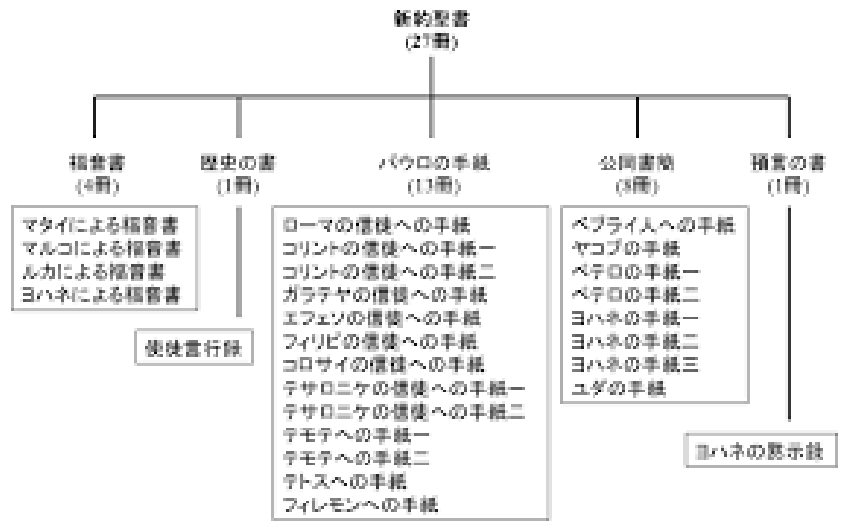 新約聖書
(27冊)
福音書
(4冊)
マタイによる福音書
マルコによる福音書
ルカによる福音書
ヨハネによる福音書
歴史の書
(1冊)
使徒言行録
パウロの手紙
(13冊)
ローマの信徒への手紙
コリントの信徒への手紙一
コリントの信徒への手紙二
ガラテヤの信徒への手紙
エフェソの信徒への手紙
フィリピの信徒への手紙
コロサイの信徒への手紙
テサロニケの信徒への手紙一
テサロニケの信徒への手紙二
テモテへの手紙一
テモテへの手紙二
テトスへの手紙
フィレモンへの手紙
公同書簡
(8冊)
ヘブライ人への手紙
ヤコブの手紙
ペテロの手紙一
ペテロの手紙二
ヨハネの手紙一
ヨハネの手紙二
ヨハネの手紙三
ユダの手紙
預言の書
(1冊)
ヨハネの黙示録